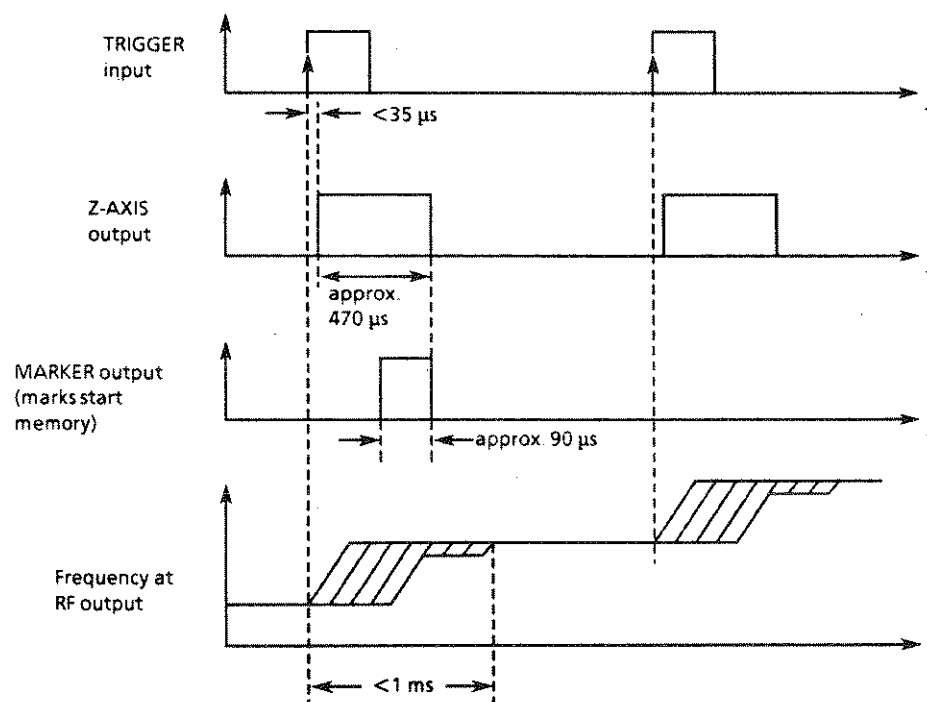 TRIGGER
input
<35 μs
Z-AXIS
output
approx.
470 μs
MARKER output
(marks start
memory)
approx. 90 μs
Frequency at
RF output
<1 ms